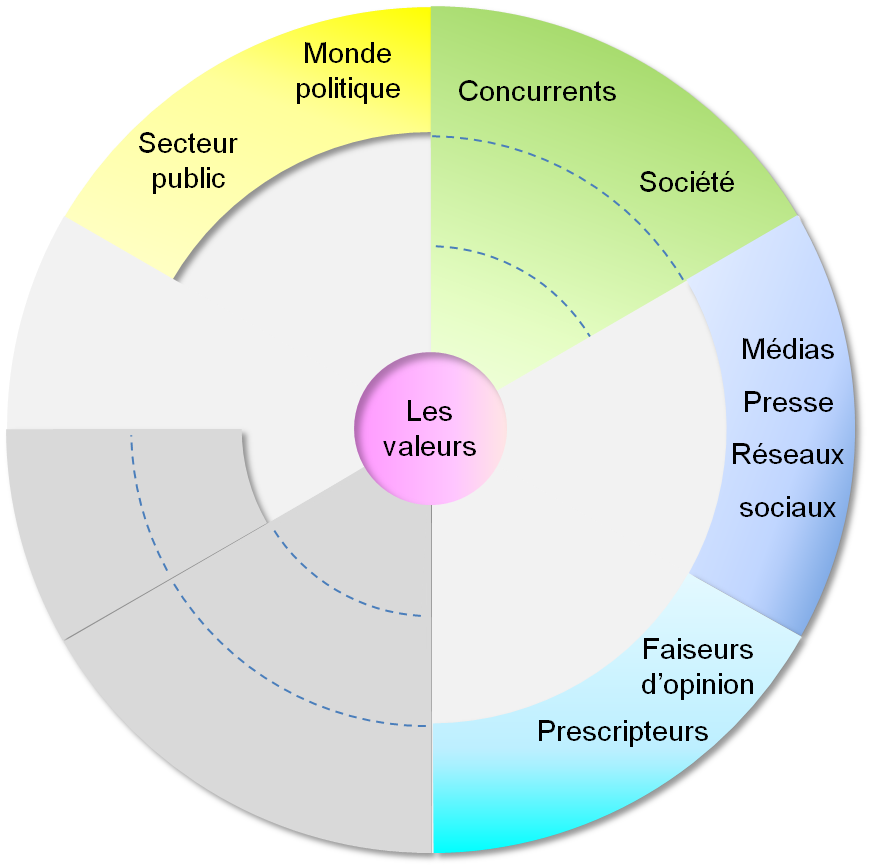 Monde
politique
Secteur
public
Concurrents
Société
Médias
Presse
Réseaux
sociaux
Les
valeurs
Faiseurs
d’opinion
Prescripteurs